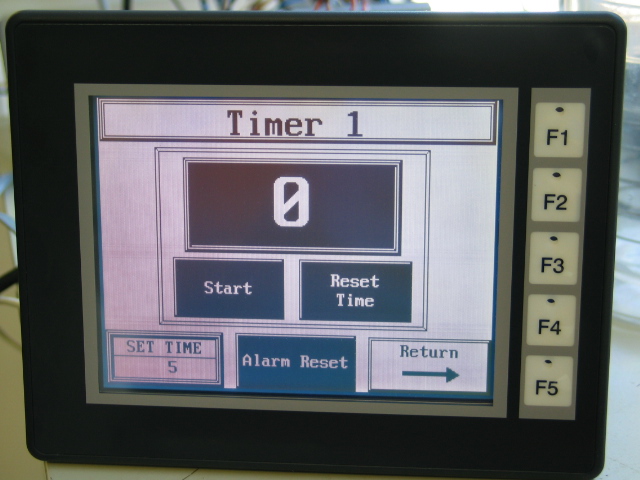 Timer 1
0
Start
Reset
Time
SET TIME
5
Alarm Reset
Return
F1
F2
F3
F4
F5